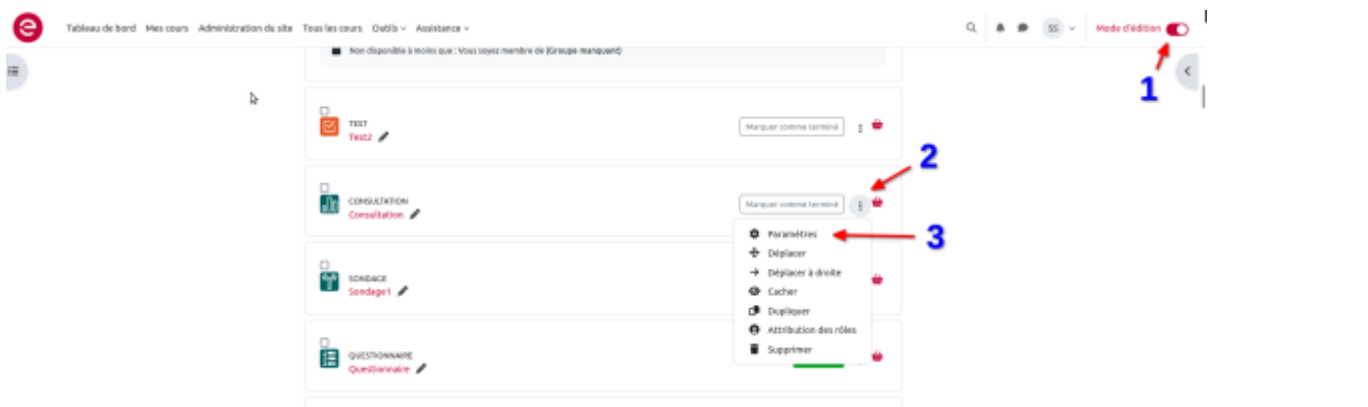 e
Tableau de bord Mes cours Administration du site Tous les cours Outils Assistance
SS
Mode d'édition
1
Non disponible à moins que : Vous soyez membre de (Groupe manquant)
TEST
Test2
Marquer comme terminé
2
CONSULTATION
Consultation
Marquer comme terminé
Paramètres
3
Déplacer
Déplacer à droite
SONDAGE
Sondage1
Cacher
Dupliquer
Attribution des rôles
Supprimer
QUESTIONNAIRE
Questionnaire